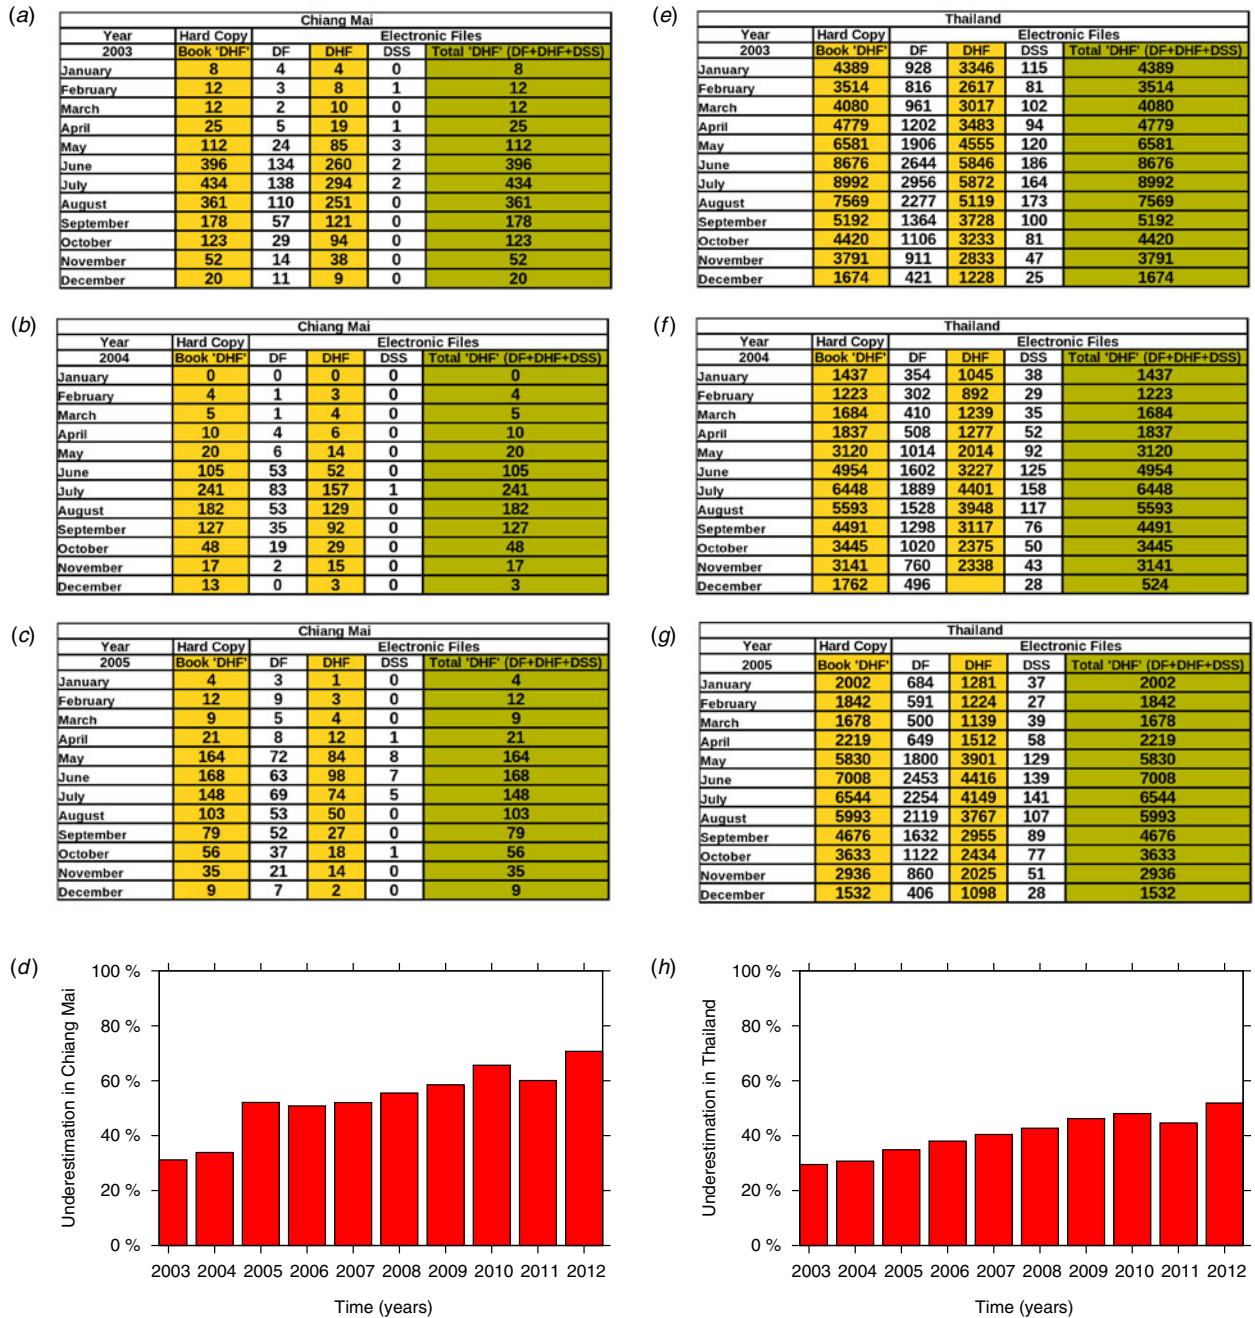 (a)
Chiang Mai
Year Hard Copy Electronic Files
2003 Book 'DHF' DF DHF DSS Total 'DHF' (DF+DHF+DSS)
January 8 4 4 0 8
February 12 3 8 1 12
March 12 2 10 0 12
April 25 5 19 1 25
May 112 24 85 3 112
June 396 134 260 2 396
July 434 138 294 2 434
August 361 110 251 0 361
September 178 57 121 0 178
October 123 29 94 0 123
November 52 14 38 0 52
December 20 11 9 0 20
(b)
Chiang Mai
Year Hard Copy Electronic Files
2004 Book 'DHF' DF DHF DSS Total 'DHF' (DF+DHF+DSS)
January 0 0 0 0 0
February 4 1 3 0 4
March 5 1 4 0 5
April 10 4 6 0 10
May 20 6 14 0 20
June 105 53 52 0 105
July 241 83 157 1 241
August 182 53 129 0 182
September 127 35 92 0 127
October 48 19 29 0 48
November 17 2 15 0 17
December 13 0 3 0 3
(c)
Chiang Mai
Year Hard Copy Electronic Files
2005 Book 'DHF' DF DHF DSS Total 'DHF' (DF+DHF+DSS)
January 4 3 1 0 4
February 12 9 3 0 12
March 9 5 4 0 9
April 21 8 12 1 21
May 164 72 84 8 164
June 168 63 98 7 168
July 148 69 74 5 148
August 103 53 50 0 103
September 79 52 27 0 79
October 56 37 18 1 56
November 35 21 14 0 35
December 9 7 2 0 9
(d)
Underestimation in Chiang Mai
100 %
80 %
60 %
40 %
20 %
0 %
2003 2004 2005 2006 2007 2008 2009 2010 2011 2012
Time (years)
(e)
Thailand
Year Hard Copy Electronic Files
2003 Book 'DHF' DF DHF DSS Total 'DHF' (DF+DHF+DSS)
January 4389 928 3346 115 4389
February 3514 816 2617 81 3514
March 4080 961 3017 102 4080
April 4779 1202 3483 94 4779
May 6581 1906 4555 120 6581
June 8676 2644 5846 186 8676
July 8992 2956 5872 164 8992
August 7569 2277 5119 173 7569
September 5192 1364 3728 100 5192
October 4420 1106 3233 81 4420
November 3791 911 2833 47 3791
December 1674 421 1228 25 1674
(f)
Thailand
Year Hard Copy Electronic Files
2004 Book 'DHF' DF DHF DSS Total 'DHF' (DF+DHF+DSS)
January 1437 354 1045 38 1437
February 1223 302 892 29 1223
March 1684 410 1239 35 1684
April 1837 508 1277 52 1837
May 3120 1014 2014 92 3120
June 4954 1602 3227 125 4954
July 6448 1889 4401 158 6448
August 5593 1528 3948 117 5593
September 4491 1298 3117 76 4491
October 3445 1020 2375 50 3445
November 3141 760 2338 43 3141
December 1762 496 28 524
(g)
Thailand
Year Hard Copy Electronic Files
2005 Book 'DHF' DF DHF DSS Total 'DHF' (DF+DHF+DSS)
January 2002 684 1281 37 2002
February 1842 591 1224 27 1842
March 1678 500 1139 39 1678
April 2219 649 1512 58 2219
May 5830 1800 3901 129 5830
June 7008 2453 4416 139 7008
July 6544 2254 4149 141 6544
August 5993 2119 3767 107 5993
September 4676 1632 2955 89 4676
October 3633 1122 2434 77 3633
November 2936 860 2025 51 2936
December 1532 406 1098 28 1532
(h)
Underestimation in Thailand
100 %
80 %
60 %
40 %
20 %
0 %
2003 2004 2005 2006 2007 2008 2009 2010 2011 2012
Time (years)